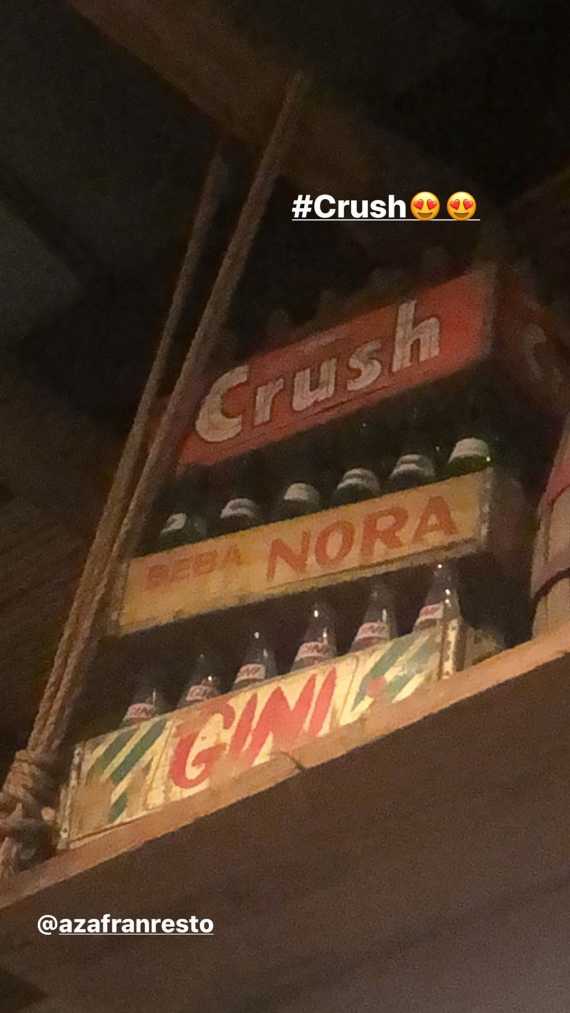 #Crush😍😍
Crush
BEBA NORA
GINI
@azafranresto